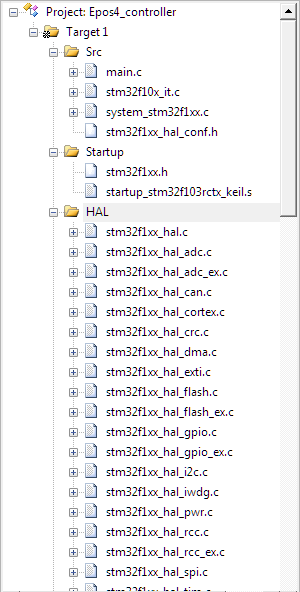 Project: Epos4_controller
Target 1
Src
main.c
stm32f10x_it.c
system_stm32f1xx.c
stm32f1xx_hal_conf.h
Startup
stm32f1xx.h
startup_stm32f103rctx_keil.s
HAL
stm32f1xx_hal.c
stm32f1xx_hal_adc.c
stm32f1xx_hal_adc_ex.c
stm32f1xx_hal_can.c
stm32f1xx_hal_cortex.c
stm32f1xx_hal_crc.c
stm32f1xx_hal_dma.c
stm32f1xx_hal_exti.c
stm32f1xx_hal_flash.c
stm32f1xx_hal_flash_ex.c
stm32f1xx_hal_gpio.c
stm32f1xx_hal_gpio_ex.c
stm32f1xx_hal_i2c.c
stm32f1xx_hal_iwdg.c
stm32f1xx_hal_pwr.c
stm32f1xx_hal_rcc.c
stm32f1xx_hal_rcc_ex.c
stm32f1xx_hal_spi.c